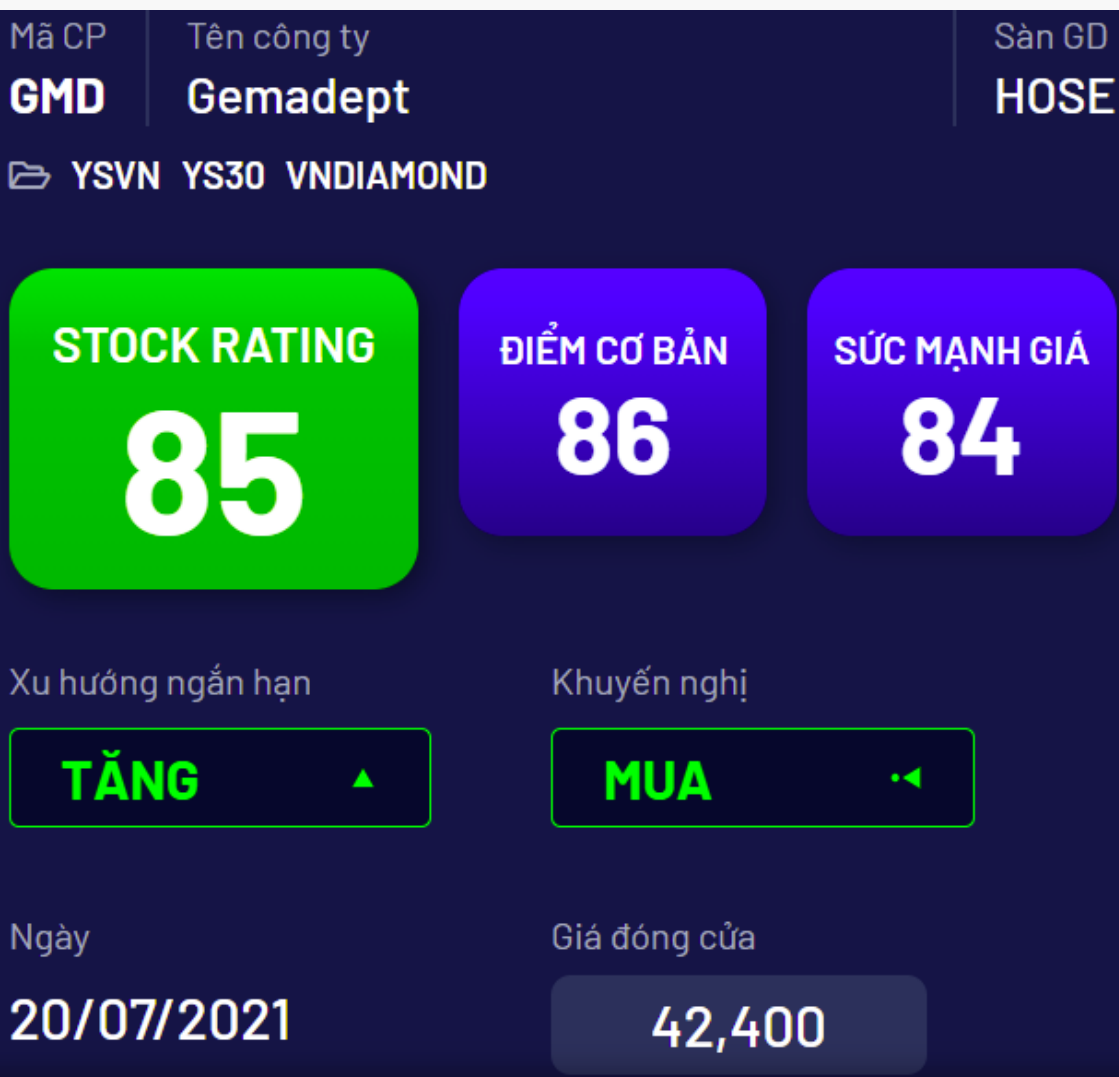 Mã CP Tên công ty Sàn GD
GMD Gemadept HOSE
YSVN YS30 VNDIAMOND
STOCK RATING ĐIỂM CƠ BẢN SỨC MẠNH GIÁ
85 86 84
Xu hướng ngắn hạn Khuyến nghị
TĂNG MUA
Ngày Giá đóng cửa
20/07/2021 42,400